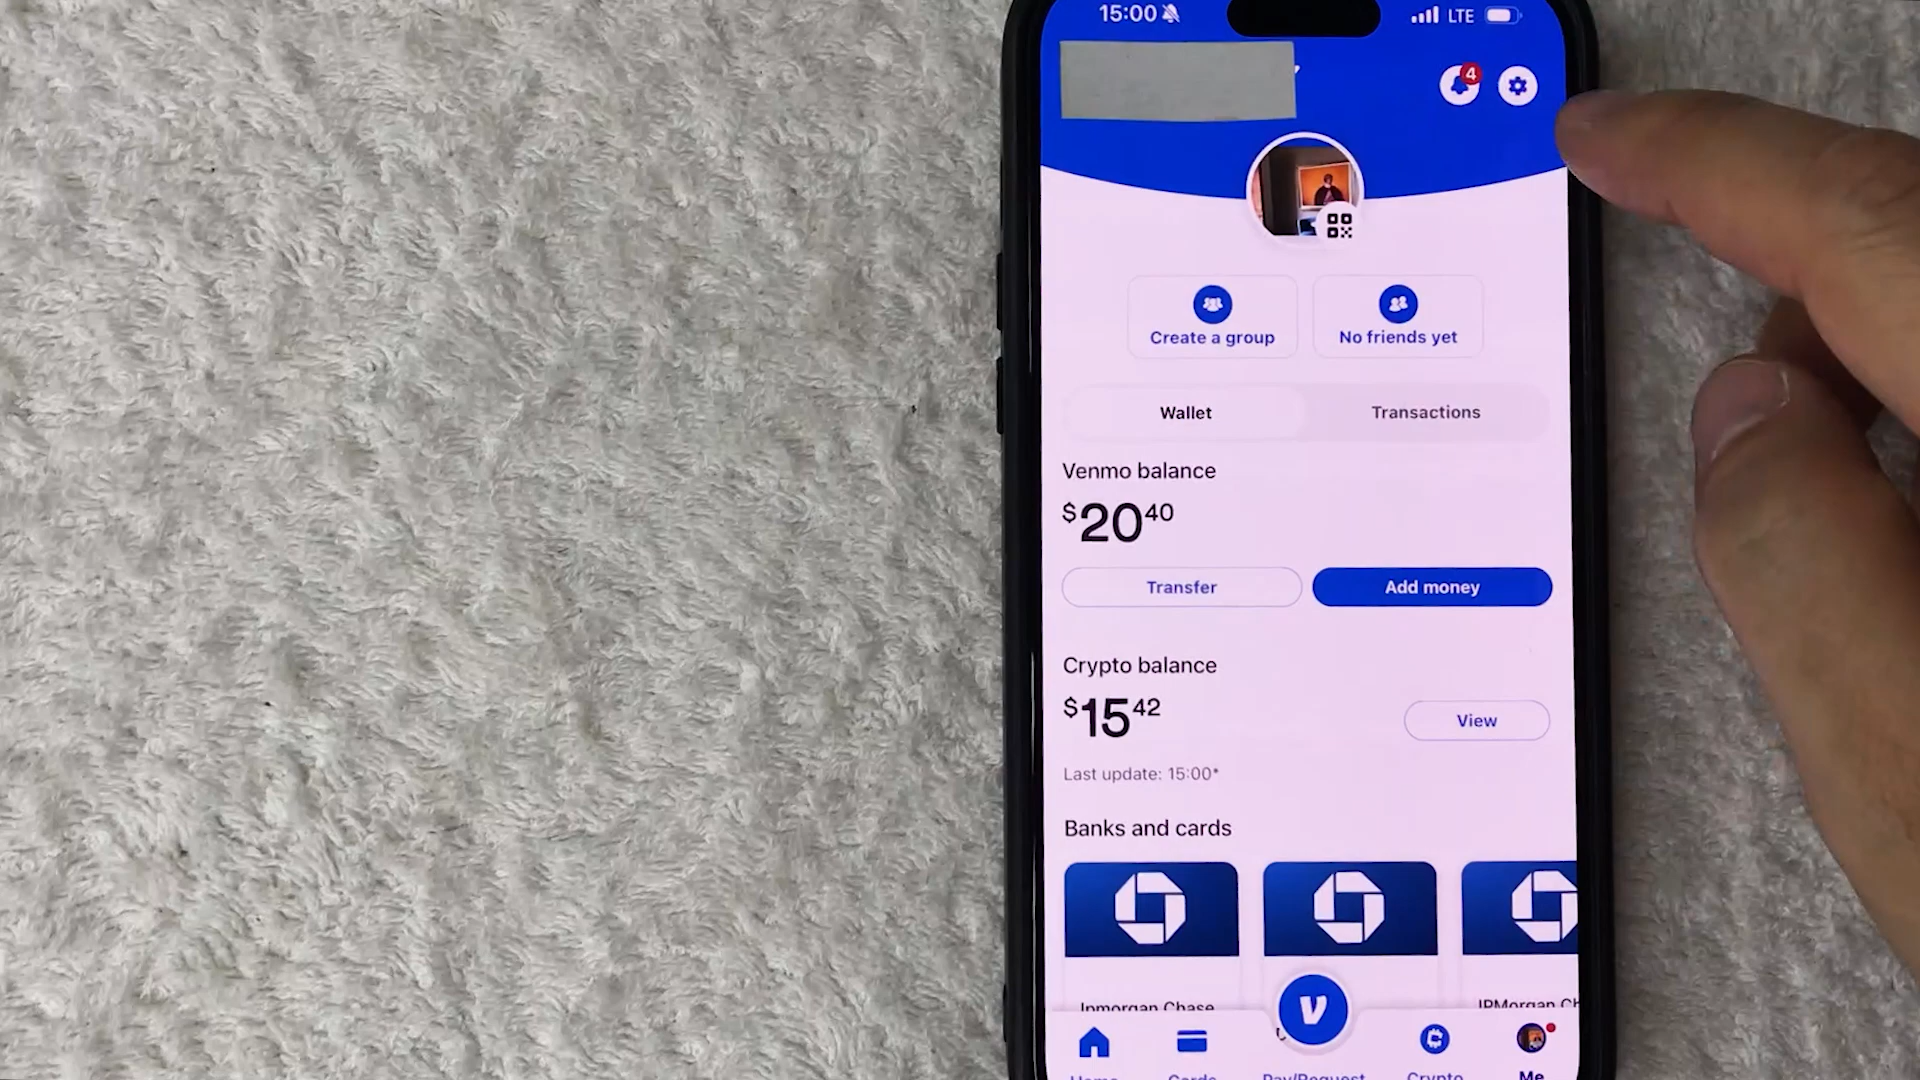 15:00 LTE
4
Create a group No friends yet
Wallet Transactions
Venmo balance
$20 40
Transfer Add money
Crypto balance
$15 42
View
Last update: 15:00*
Banks and cards
Jpmorgan Chase JPMorgan Ch
Home Cards Pay/Request Crypto Me